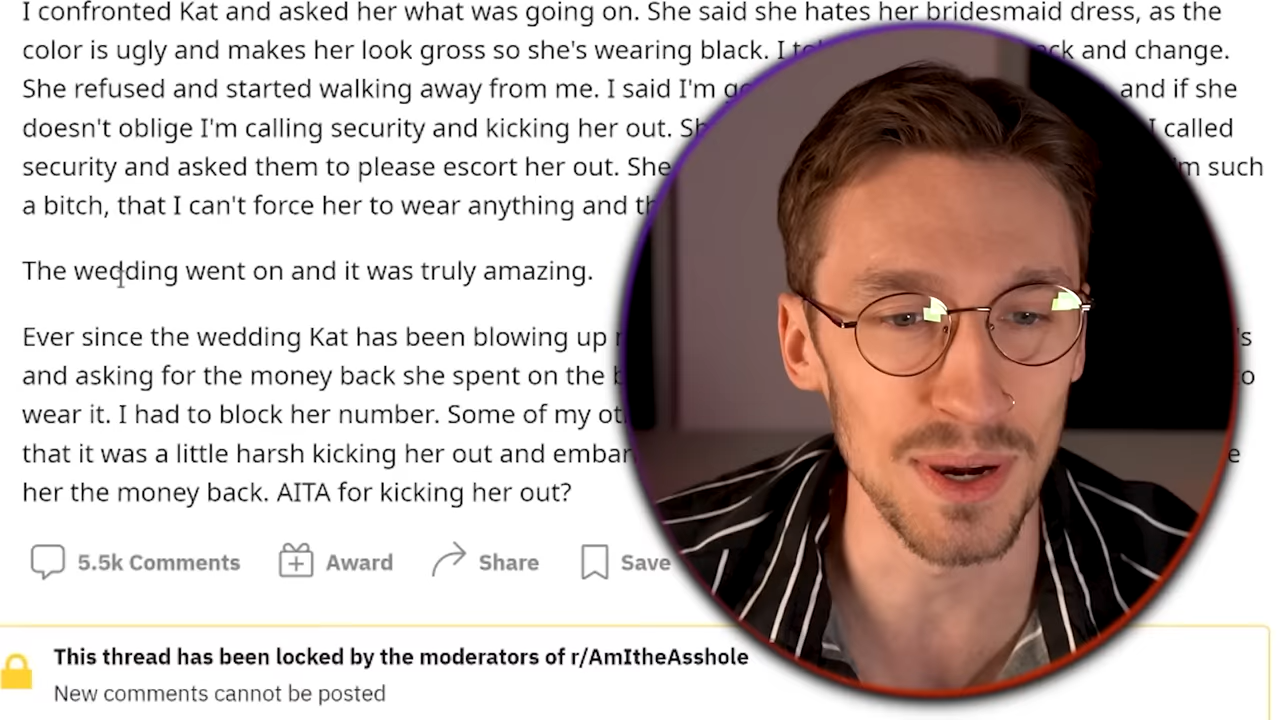 I confronted Kat and asked her what was going on. She said she hates her bridesmaid dress, as the
color is ugly and makes her look gross so she's wearing black. I and change.
She refused and started walking away from me. I said I'm and if she
doesn't oblige I'm calling security and kicking her out. I called
security and asked them to please escort her out. She such
a bitch, that I can't force her to wear anything and
The wedding went on and it was truly amazing.
Ever since the wedding Kat has been blowing up
and asking for the money back she spent on the
wear it. I had to block her number. Some of my
that it was a little harsh kicking her out and
her the money back. AITA for kicking her out?
5.5k Comments Award Share Save
This thread has been locked by the moderators of r/AmItheAsshole
New comments cannot be posted